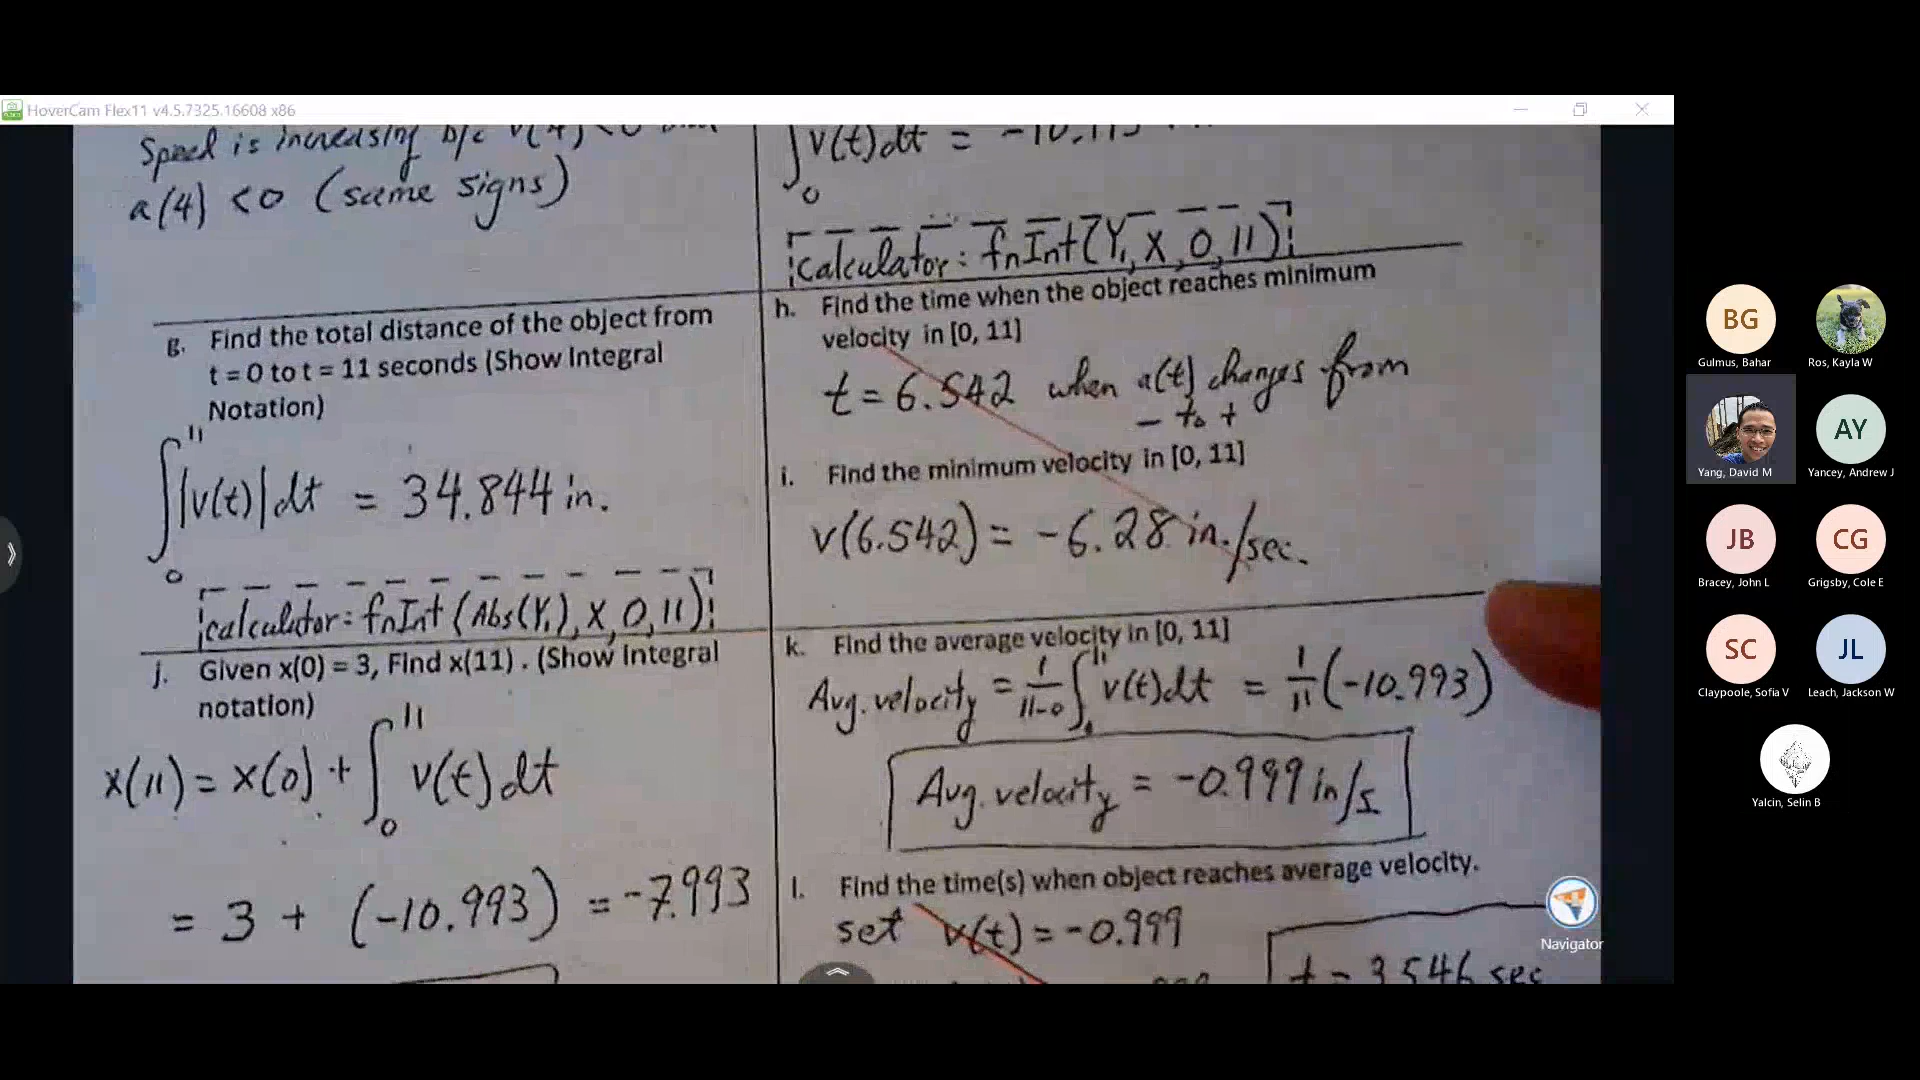 HoverCam Flex11 v4.5.7325.16608 x86
Speed is increasing b/c v(4) <0
a(4) <0 (same signs)
∫ v(t)dt =
0
calculator: fnInt(Y₁, X, 0, 11)
g. Find the total distance of the object from
t = 0 to t = 11 seconds (Show Integral
Notation)
11
∫|v(t)|dt = 34.844 in.
0
calculator: fnInt (Abs(Y₁), X, 0, 11)
h. Find the time when the object reaches minimum
velocity in [0, 11]
t = 6.542 when a(t) changes from
- to +
i. Find the minimum velocity in [0, 11]
v(6.542) = -6.28 in./sec.
j. Given x(0) = 3, Find x(11) . (Show Integral
notation)
11
x(11) = x(0) + ∫ v(t) dt
0
= 3 + (-10.993) = -7.993
k. Find the average velocity in [0, 11]
Avg. velocity = 1/11-0 ∫ 11 v(t)dt = 1/11 (-10.993)
Avg. velocity = -0.999 in/s
l. Find the time(s) when object reaches average velocity.
set v(t) = -0.999
t = 3.546 sec
Navigator
BG
Gulmus, Bahar
Ros, Kayla W
Yang, David M
AY
Yancey, Andrew J
JB
Bracey, John L
CG
Grigsby, Cole E
SC
Claypoole, Sofia V
JL
Leach, Jackson W
Yalcin, Selin B